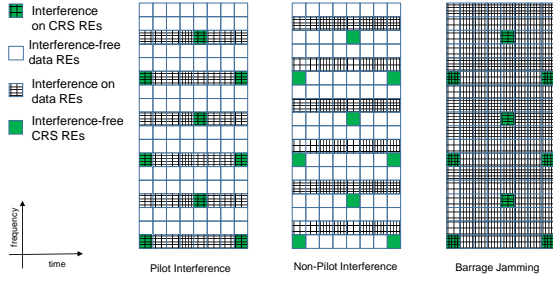 Interference
on CRS REs
Interference-free
data REs
Interference on
data REs
Interference-free
CRS REs
frequency
time
Pilot Interference
Non-Pilot Interference
Barrage Jamming